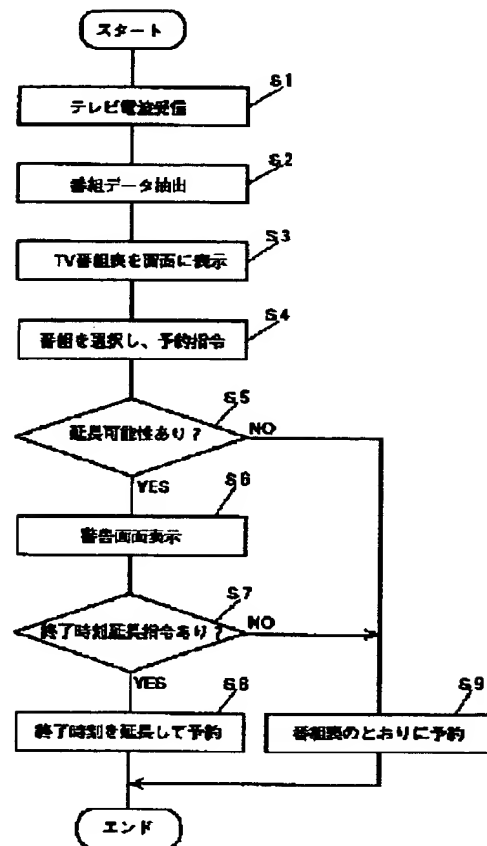 スタート
S1
テレビ電波受信
S2
番組データ抽出
S3
TV番組表を画面に表示
S4
番組を選択し、予約指令
S5
延長可能性あり？
NO
YES
S6
警告画面表示
S7
終了時刻延長指令あり？
NO
YES
S8
終了時刻を延長して予約
S9
番組表のとおりに予約
エンド